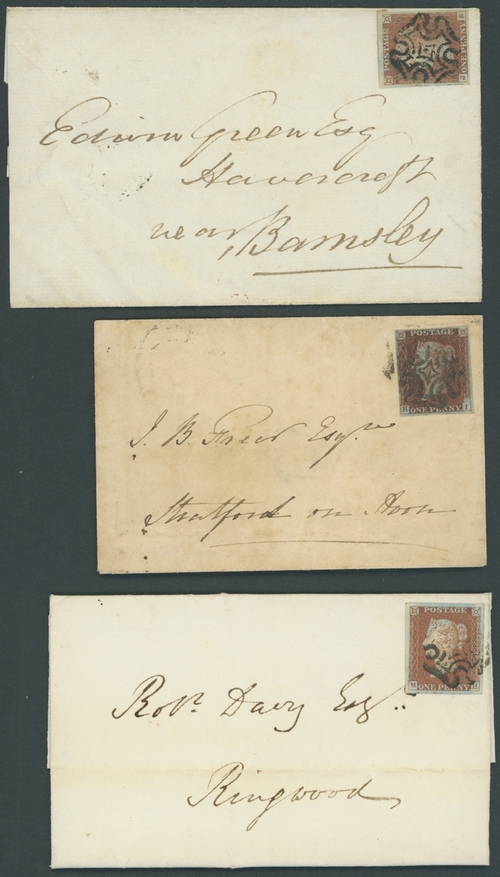 POSTAGE
ONE PENNY
Edwin Green Esq
Havercroft
near Barnsley
POSTAGE
H I
ONE PENNY
J. B. Freer Esqre
Stratford on Avon
POSTAGE
ONE PENNY
Robt. Davy Esqr.
Ringwood